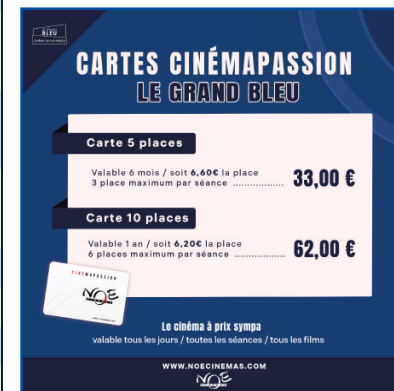 BLEU
CARTES CINÉMAPASSION
LE GRAND BLEU
Carte 5 places
Valable 6 mois / soit 6,60€ la place
3 place maximum par séance .................. 33,00 €
Carte 10 places
Valable 1 an / soit 6,20€ la place
6 places maximum par séance .................. 62,00 €
CINEMAPASSION
NOE
Le cinéma à prix sympa
valable tous les jours / toutes les séances / tous les films
WWW.NOECINEMAS.COM
NOE